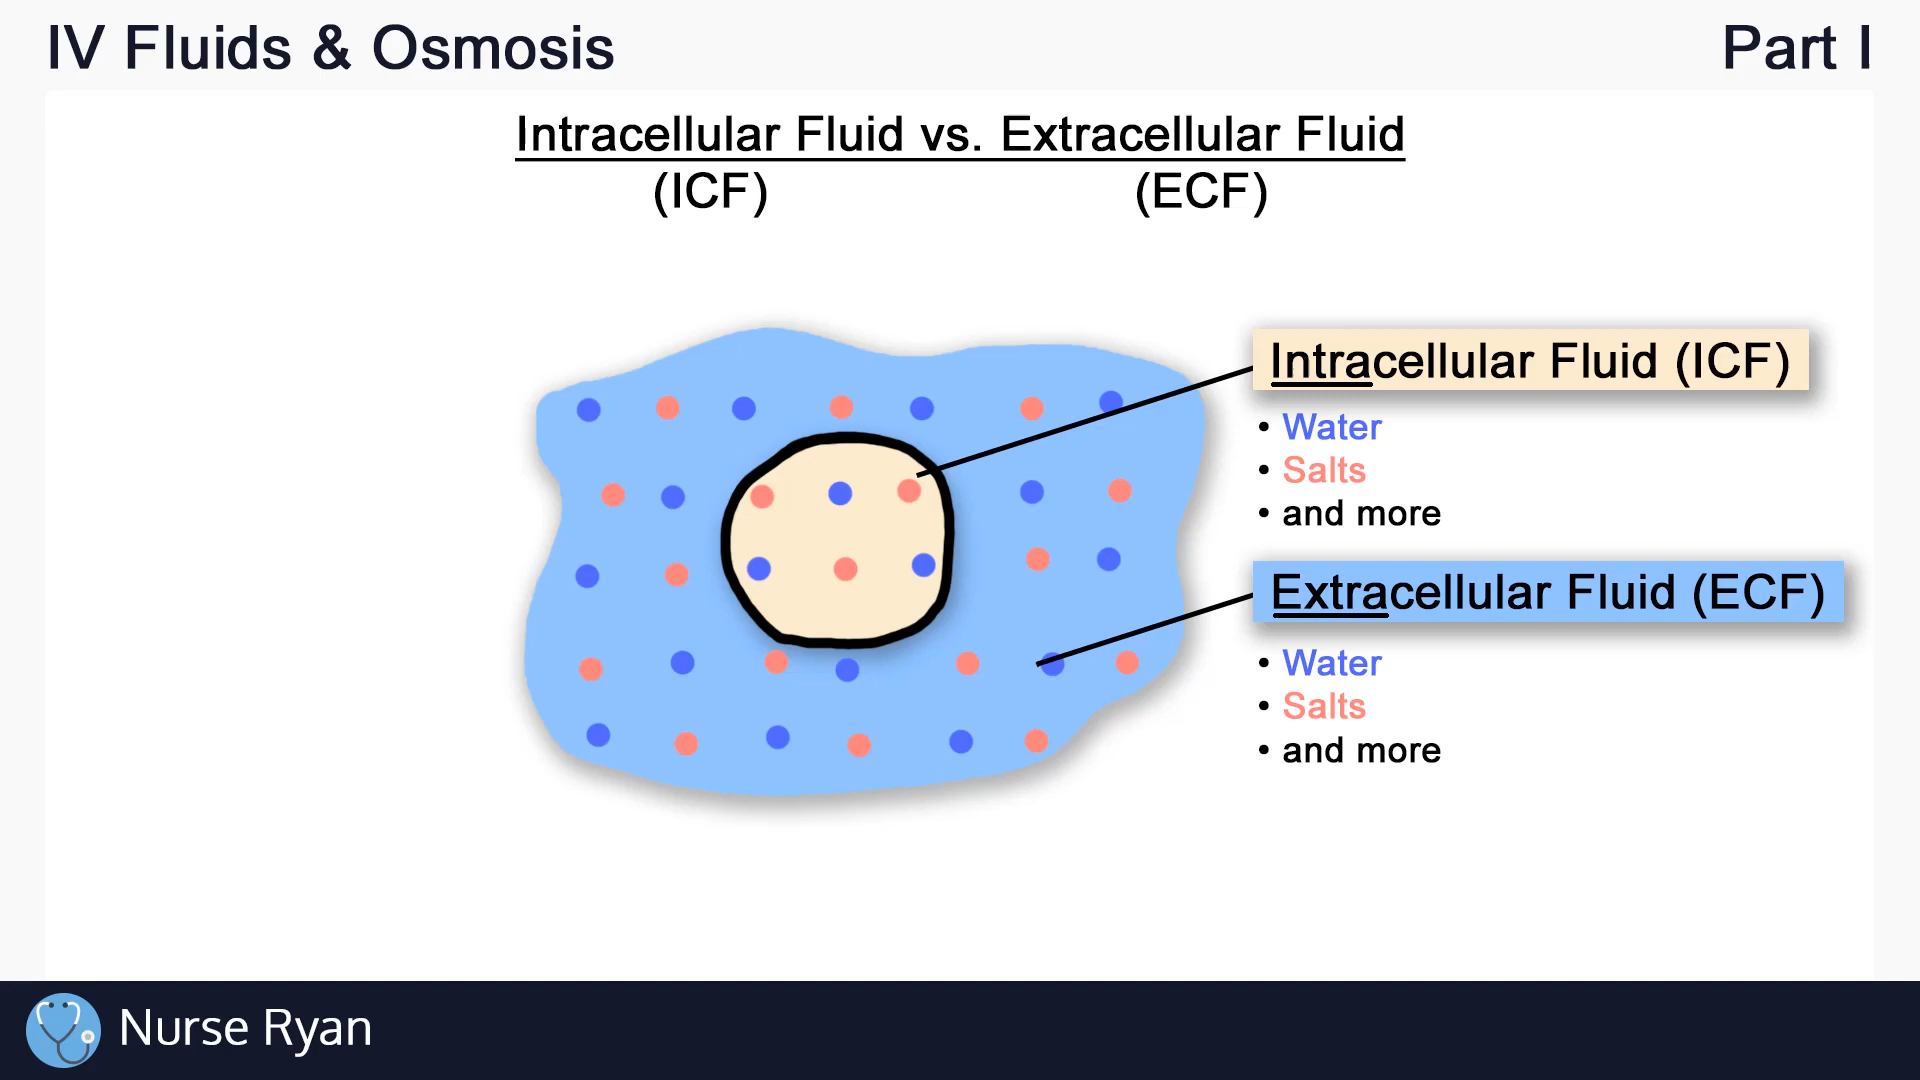 IV Fluids & Osmosis
Part I
Intracellular Fluid vs. Extracellular Fluid
(ICF) (ECF)
Intracellular Fluid (ICF)
• Water
• Salts
• and more
Extracellular Fluid (ECF)
• Water
• Salts
• and more
Nurse Ryan